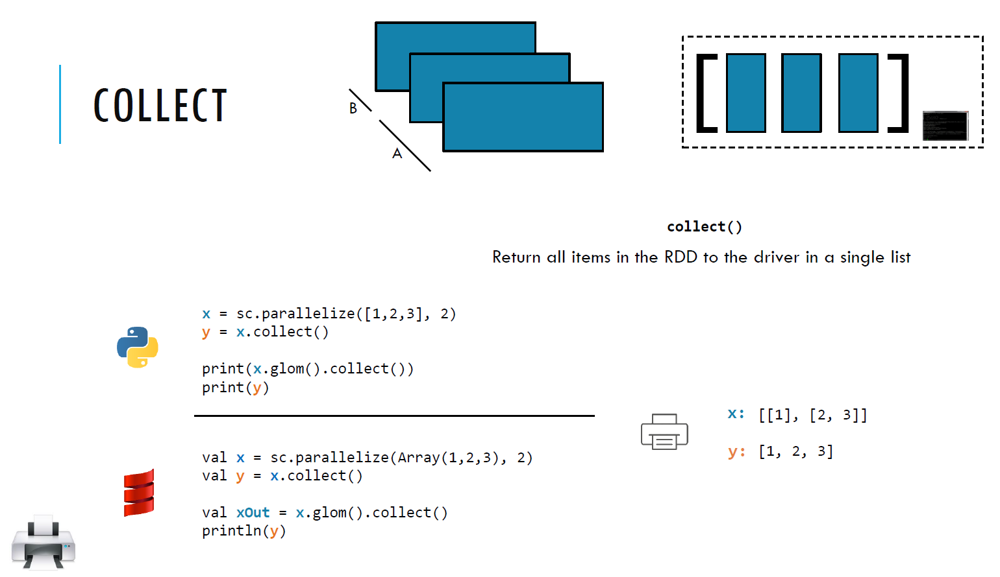 COLLECT
B
A
[ ]
collect()
Return all items in the RDD to the driver in a single list
x = sc.parallelize([1,2,3], 2)
y = x.collect()
print(x.glom().collect())
print(y)
x: [[1], [2, 3]]
y: [1, 2, 3]
val x = sc.parallelize(Array(1,2,3), 2)
val y = x.collect()
val xOut = x.glom().collect()
println(y)